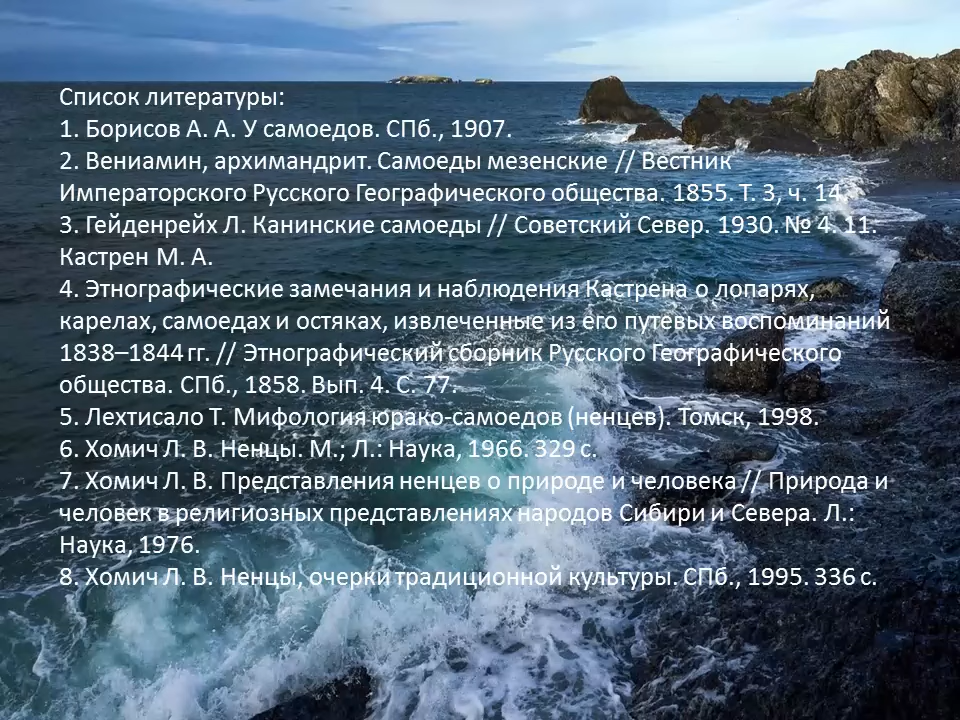 Список литературы:
1. Борисов А. А. У самоедов. СПб., 1907.
2. Вениамин, архимандрит. Самоеды мезенские // Вестник
Императорского Русского Географического общества. 1855. Т. 3, ч. 14.
3. Гейденрейх Л. Канинские самоеды // Советский Север. 1930. № 4. 11.
Кастрен М. А.
4. Этнографические замечания и наблюдения Кастрена о лопарях,
карелах, самоедах и остяках, извлеченные из его путевых воспоминаний
1838–1844 гг. // Этнографический сборник Русского Географического
общества. СПб., 1858. Вып. 4. С. 77.
5. Лехтисало Т. Мифология юрако-самоедов (ненцев). Томск, 1998.
6. Хомич Л. В. Ненцы. М.; Л.: Наука, 1966. 329 с.
7. Хомич Л. В. Представления ненцев о природе и человека // Природа и
человек в религиозных представлениях народов Сибири и Севера. Л.:
Наука, 1976.
8. Хомич Л. В. Ненцы, очерки традиционной культуры. СПб., 1995. 336 с.